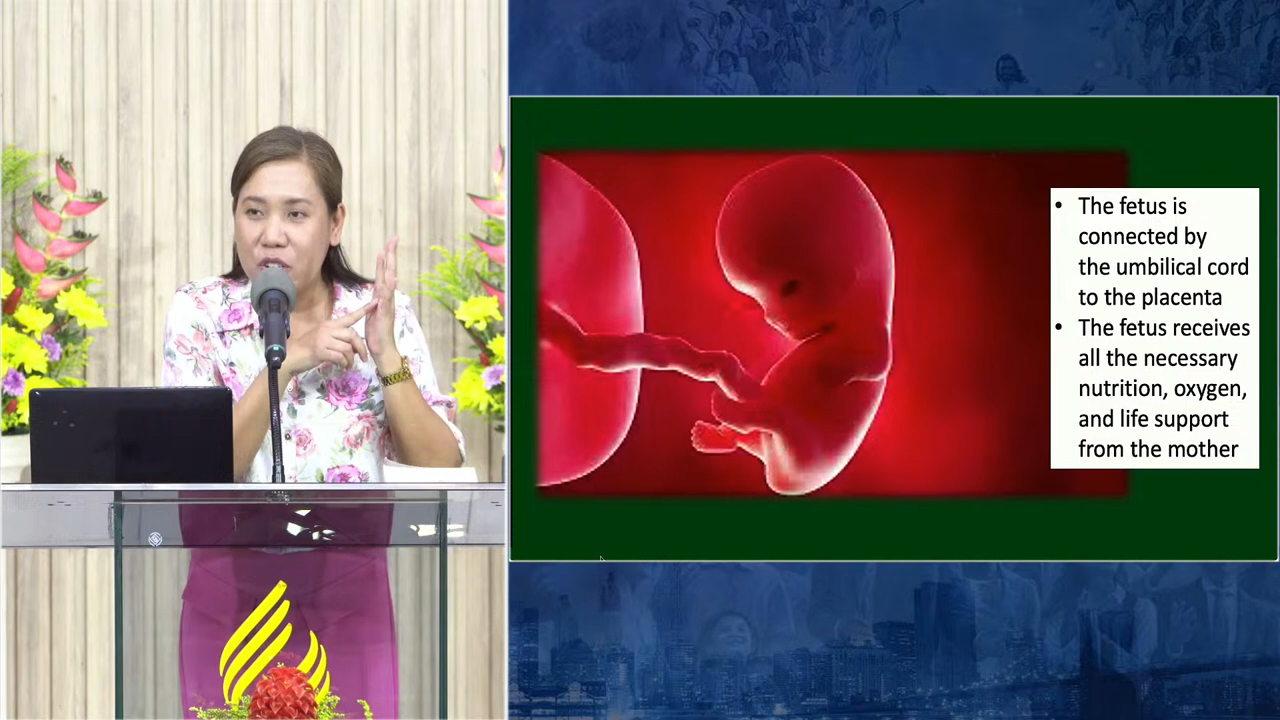 • The fetus is
connected by
the umbilical cord
to the placenta
• The fetus receives
all the necessary
nutrition, oxygen,
and life support
from the mother